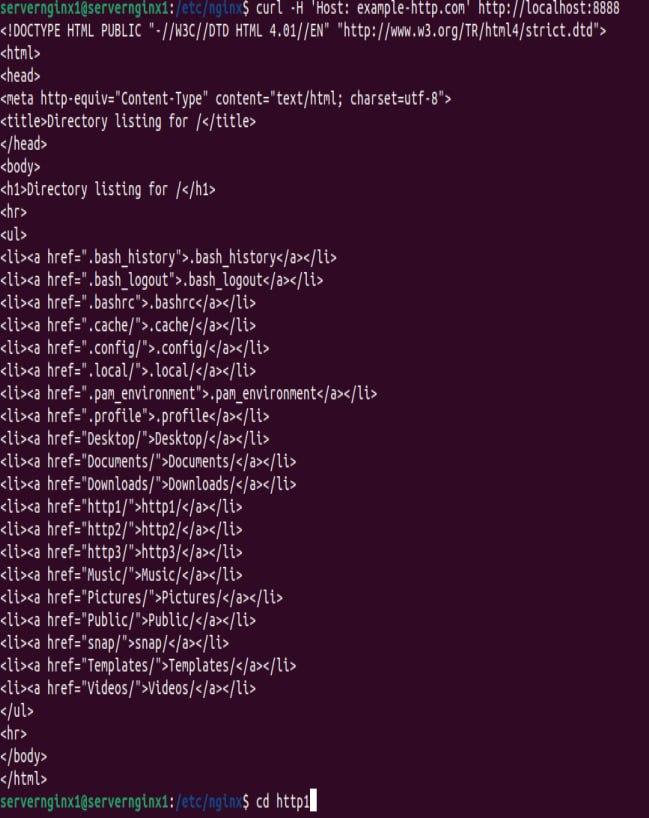 servernginx1@servernginx1:/etc/nginx$ curl -H 'Host: example-http.com' http://localhost:8888
<!DOCTYPE HTML PUBLIC "-//W3C//DTD HTML 4.01//EN" "http://www.w3.org/TR/html4/strict.dtd">
<html>
<head>
<meta http-equiv="Content-Type" content="text/html; charset=utf-8">
<title>Directory listing for /</title>
</head>
<body>
<h1>Directory listing for /</h1>
<hr>
<ul>
<li><a href=".bash_history">.bash_history</a></li>
<li><a href=".bash_logout">.bash_logout</a></li>
<li><a href=".bashrc">.bashrc</a></li>
<li><a href=".cache/">.cache/</a></li>
<li><a href=".config/">.config/</a></li>
<li><a href=".local/">.local/</a></li>
<li><a href=".pam_environment">.pam_environment</a></li>
<li><a href=".profile">.profile</a></li>
<li><a href="Desktop/">Desktop/</a></li>
<li><a href="Documents/">Documents/</a></li>
<li><a href="Downloads/">Downloads/</a></li>
<li><a href="http1/">http1/</a></li>
<li><a href="http2/">http2/</a></li>
<li><a href="http3/">http3/</a></li>
<li><a href="Music/">Music/</a></li>
<li><a href="Pictures/">Pictures/</a></li>
<li><a href="Public/">Public/</a></li>
<li><a href="snap/">snap/</a></li>
<li><a href="Templates/">Templates/</a></li>
<li><a href="Videos/">Videos/</a></li>
</ul>
<hr>
</body>
</html>
servernginx1@servernginx1:/etc/nginx$ cd http1